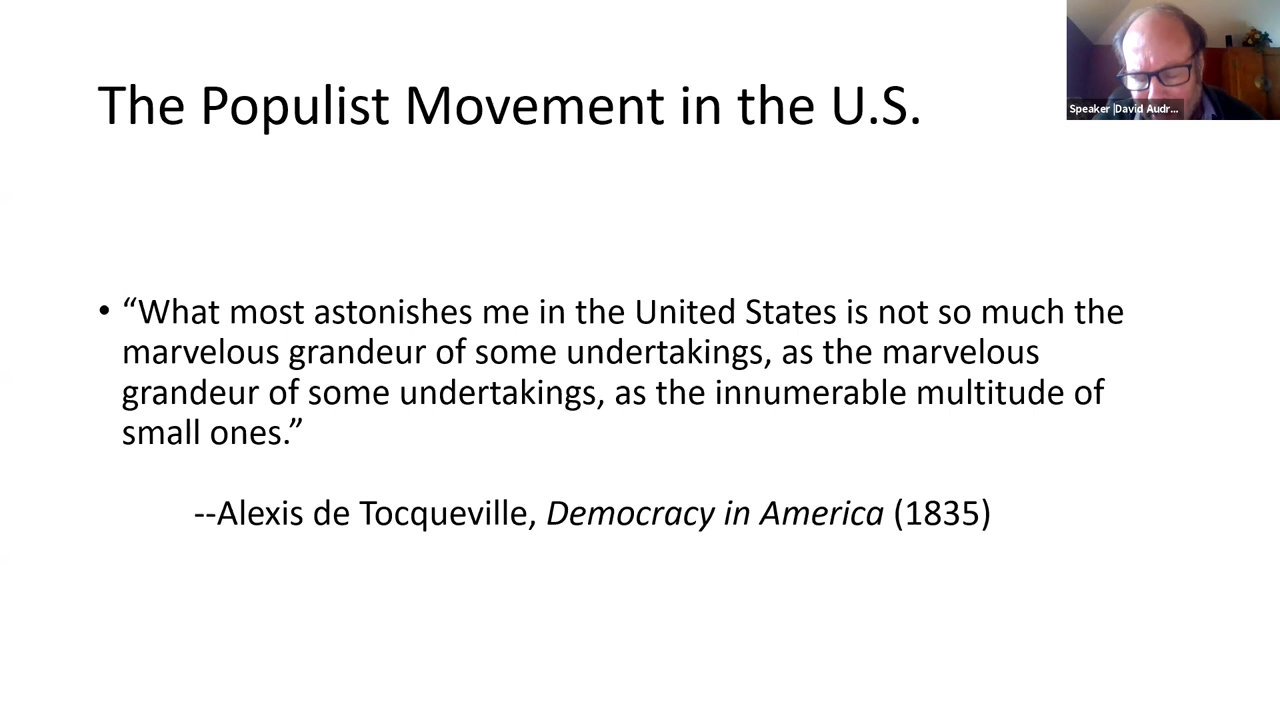 The Populist Movement in the U.S.
Speaker |David Audr...
• “What most astonishes me in the United States is not so much the
marvelous grandeur of some undertakings, as the marvelous
grandeur of some undertakings, as the innumerable multitude of
small ones.”
--Alexis de Tocqueville, Democracy in America (1835)